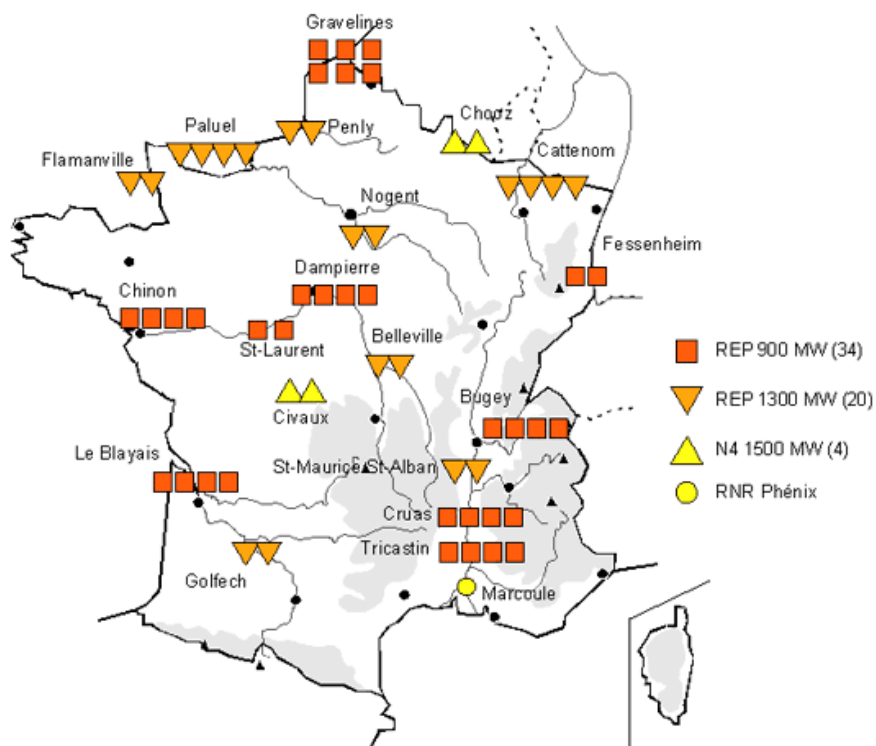 Gravelines
Chooz
Paluel
Penly
Cattenom
Flamanville
Nogent
Fessenheim
Dampierre
Chinon
St-Laurent
Belleville
REP 900 MW (34)
REP 1300 MW (20)
Bugey
Civaux
N4 1500 MW (4)
Le Blayais
St-Maurice/St-Alban
RNR Phénix
Cruas
Tricastin
Golfech
Marcoule